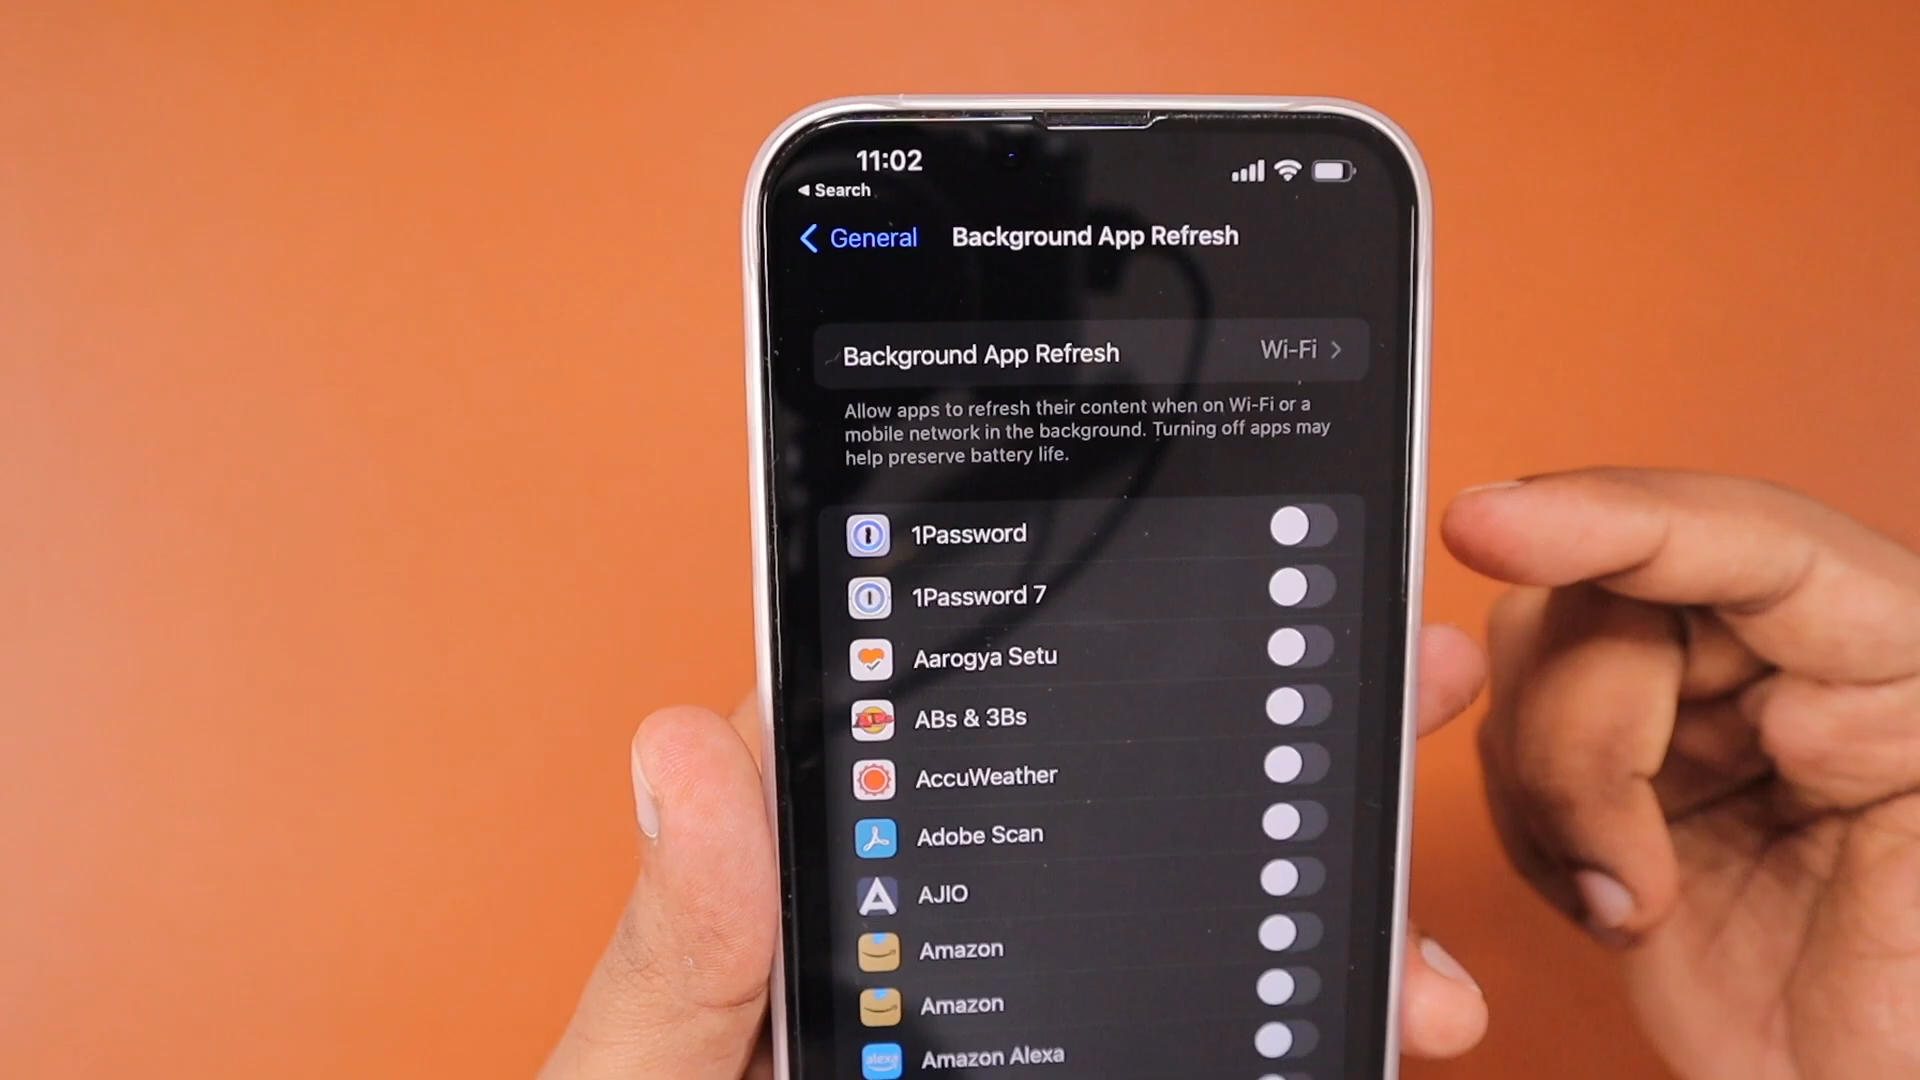 11:02
Search
General
Background App Refresh
Background App Refresh
Wi-Fi
Allow apps to refresh their content when on Wi-Fi or a
mobile network in the background. Turning off apps may
help preserve battery life.
1Password
1Password 7
Aarogya Setu
ABs & 3Bs
AccuWeather
Adobe Scan
AJIO
Amazon
Amazon
alexa
Amazon Alexa